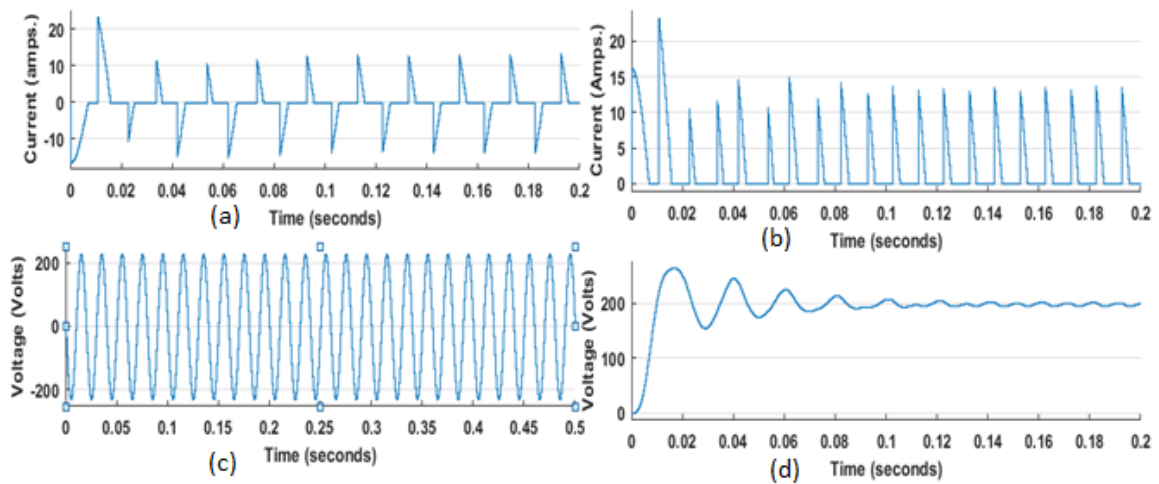 Current (amps.)
20
10
0
-10
0 0.02 0.04 0.06 0.08 0.1 0.12 0.14 0.16 0.18 0.2
(a)
Time (seconds)
Current (Amps.)
20
15
10
5
0
0 0.02 0.04 0.06 0.08 0.1 0.12 0.14 0.16 0.18 0.2
(b)
Time (seconds)
Voltage (Volts)
200
0
-200
0 0.05 0.1 0.15 0.2 0.25 0.3 0.35 0.4 0.45 0.5
(c)
Time (seconds)
Voltage (Volts)
200
100
0
0 0.02 0.04 0.06 0.08 0.1 0.12 0.14 0.16 0.18 0.2
(d)
Time (seconds)